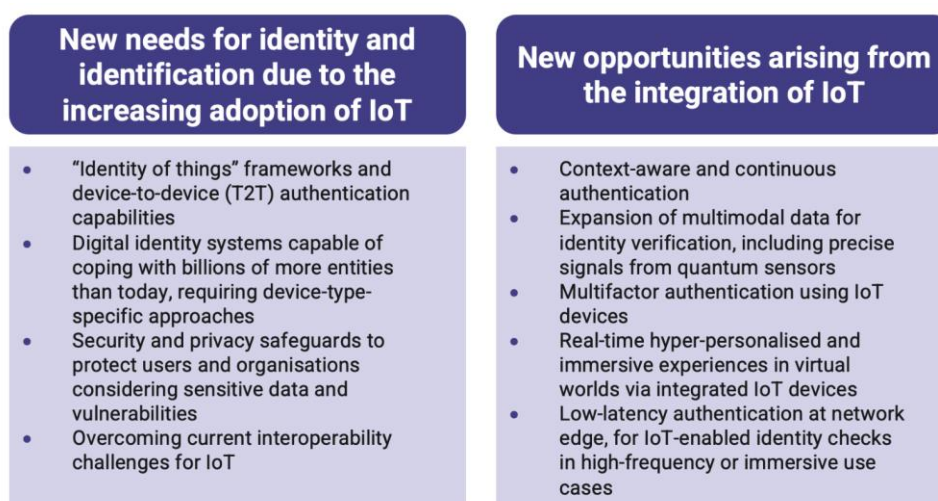 New needs for identity and
identification due to the
increasing adoption of IoT
• “Identity of things” frameworks and
device-to-device (T2T) authentication
capabilities
• Digital identity systems capable of
coping with billions of more entities
than today, requiring device-type-
specific approaches
• Security and privacy safeguards to
protect users and organisations
considering sensitive data and
vulnerabilities
• Overcoming current interoperability
challenges for IoT
New opportunities arising from
the integration of IoT
• Context-aware and continuous
authentication
• Expansion of multimodal data for
identity verification, including precise
signals from quantum sensors
• Multifactor authentication using IoT
devices
• Real-time hyper-personalised and
immersive experiences in virtual
worlds via integrated IoT devices
• Low-latency authentication at network
edge, for IoT-enabled identity checks
in high-frequency or immersive use
cases